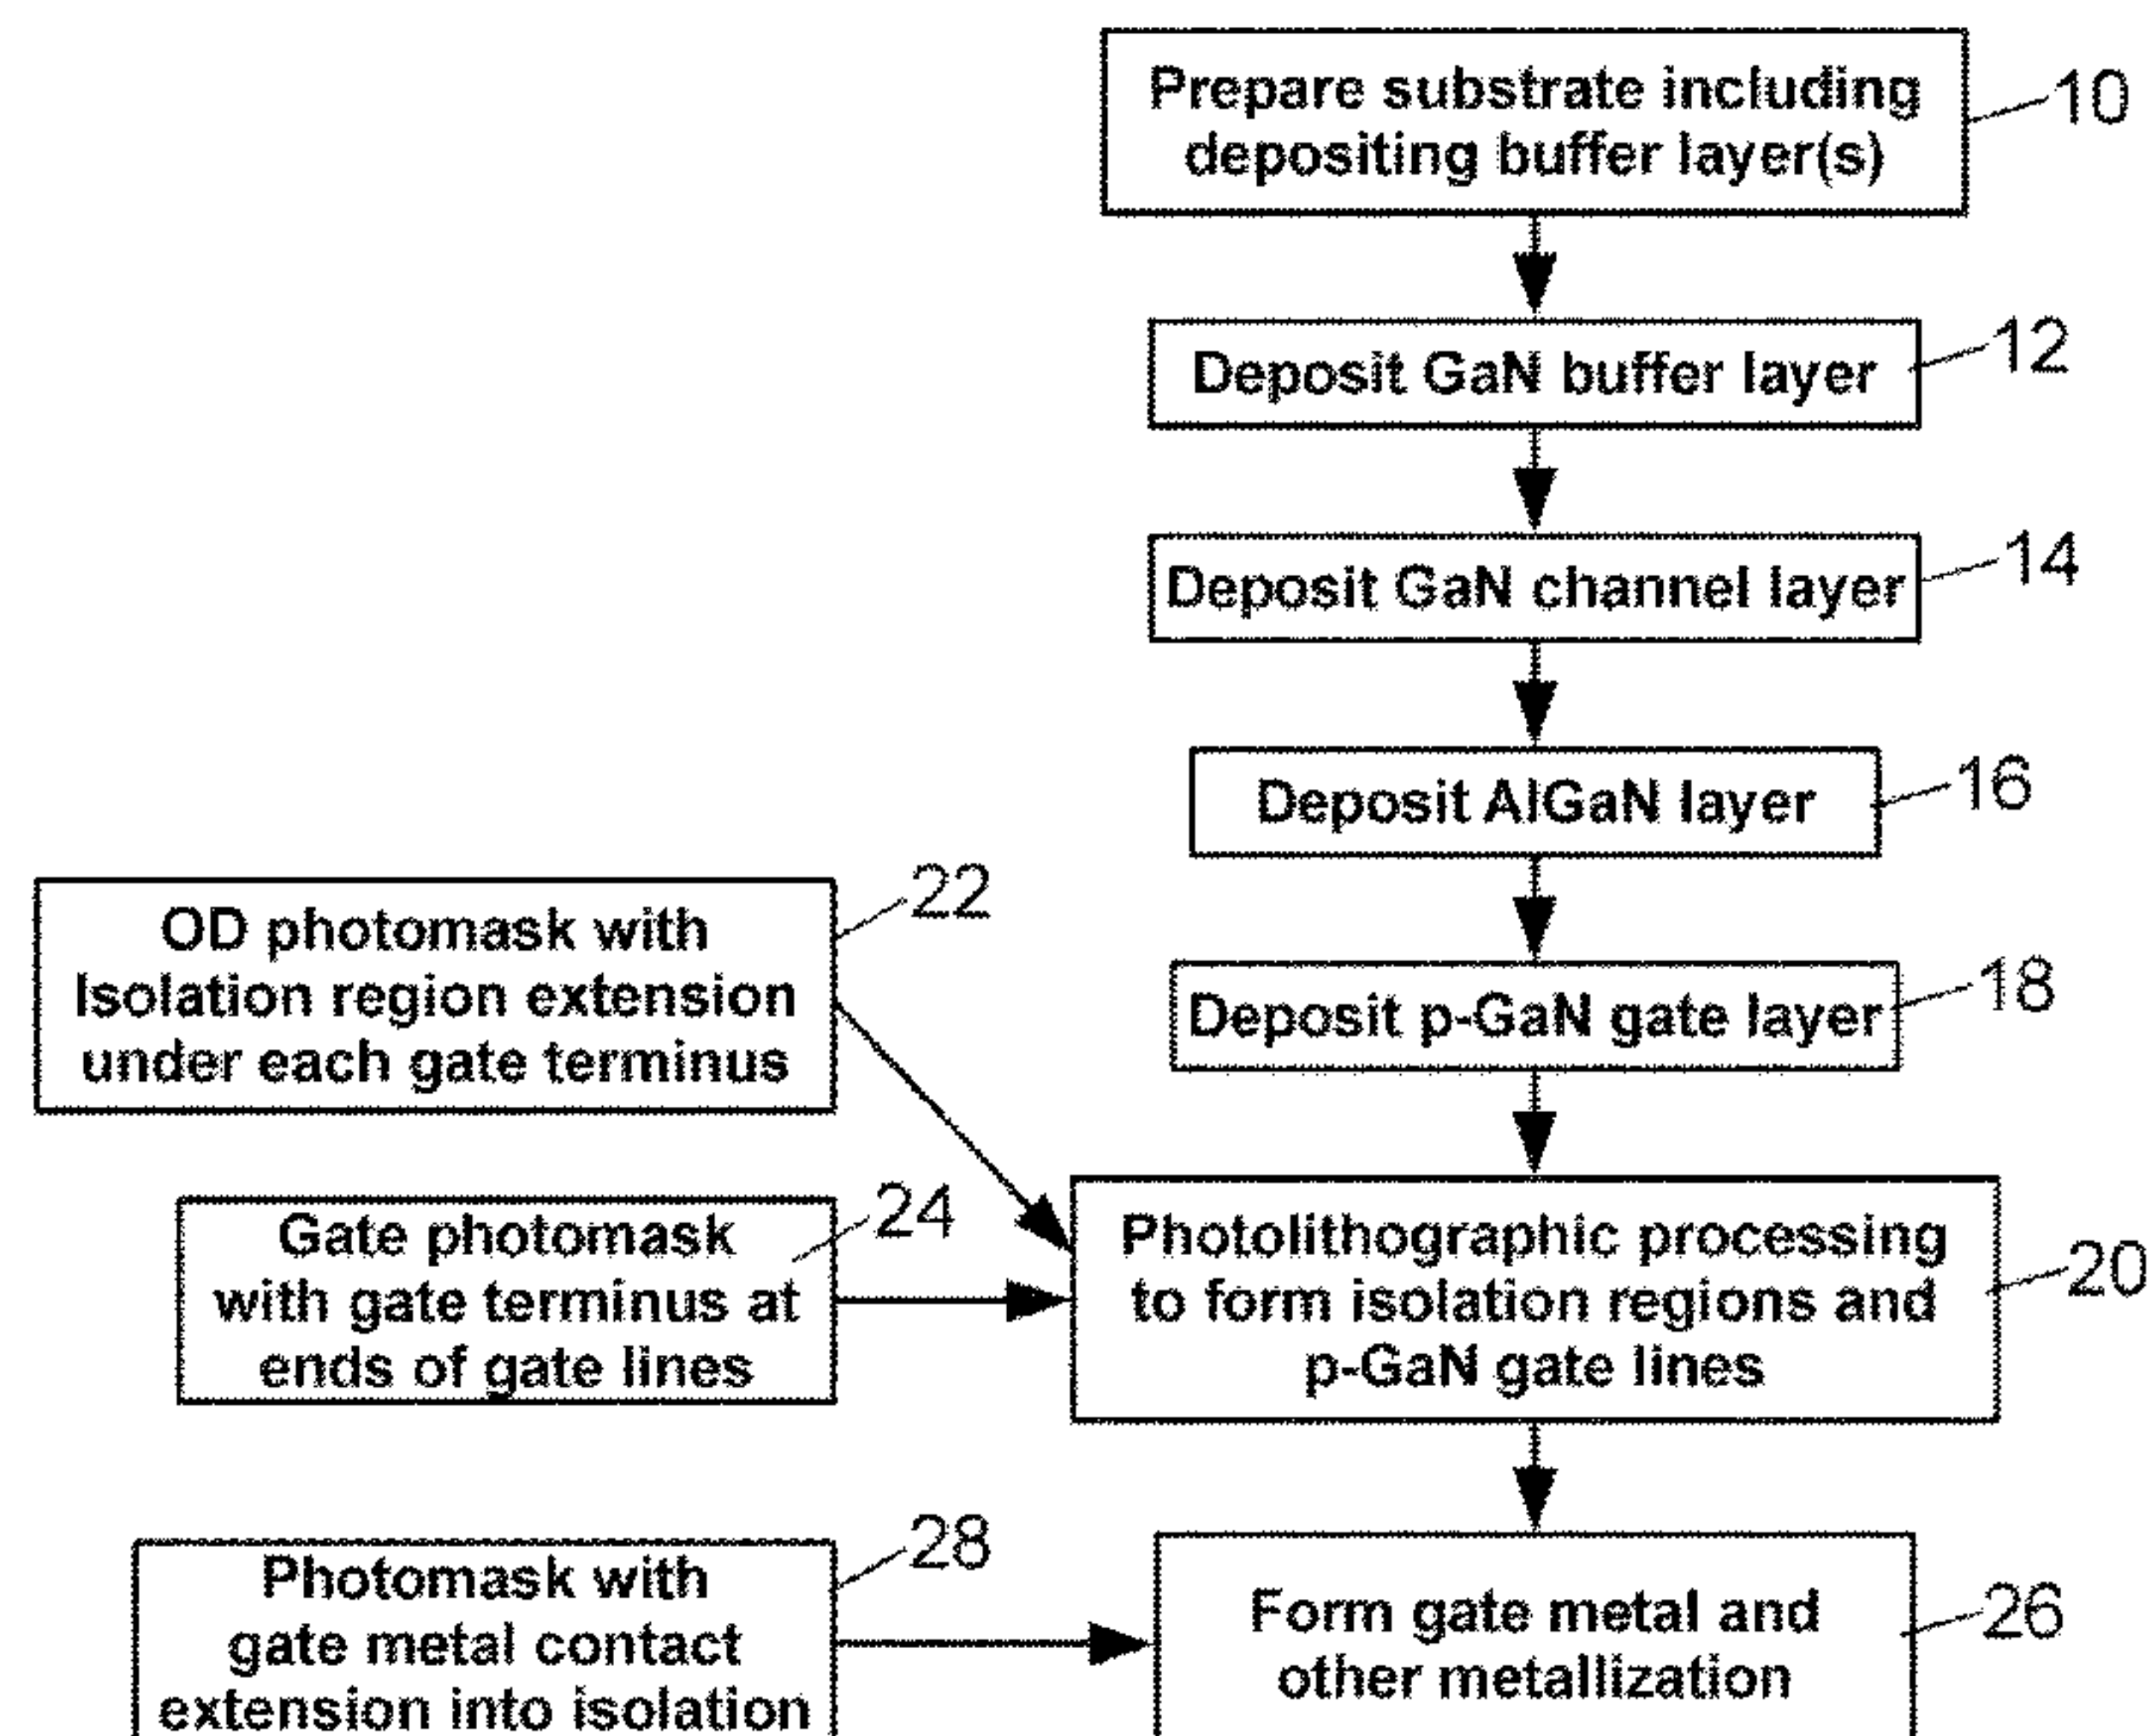 Prepare substrate including
depositing buffer layer(s)
10
Deposit GaN buffer layer
12
Deposit GaN channel layer
14
Deposit AlGaN layer
16
OD photomask with
Isolation region extension
under each gate terminus
22
Deposit p-GaN gate layer
18
Gate photomask
with gate terminus at
ends of gate lines
24
Photolithographic processing
to form isolation regions and
p-GaN gate lines
20
Photomask with
gate metal contact
extension into isolation
28
Form gate metal and
other metallization
26